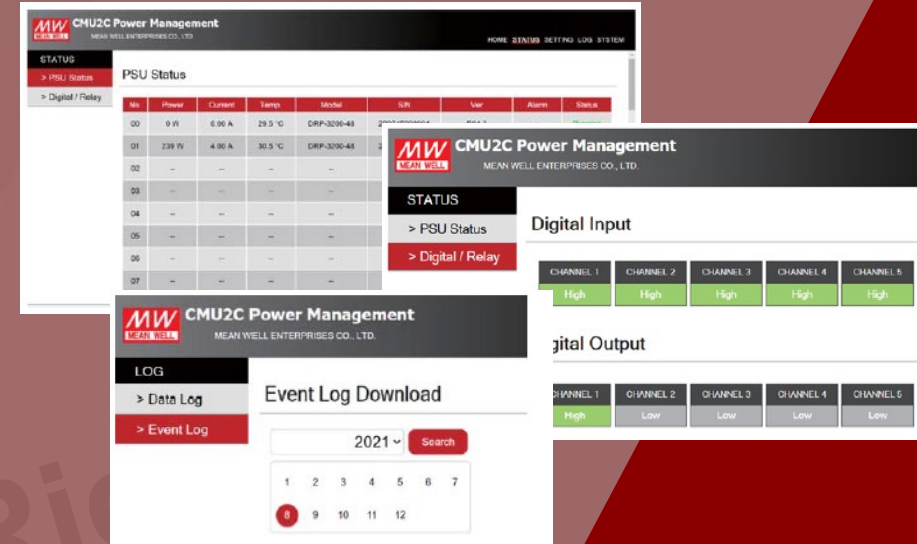 MW MEAN WELL
CMU2C Power Management
MEAN WELL ENTERPRISES CO., LTD
HOME STATUS SETTING LOG SYSTEM
STATUS
> PSU Status
> Digital / Relay
PSU Status
No Power Current Temp Model S/N Ver Alarm Status
00 0 W 0.00 A 29.5 °C DRP-3200-48
01 239 W 4.00 A 30.5 °C DRP-3200-48
02 -- -- -- --
03 -- -- -- --
04 -- -- -- --
05 -- -- -- --
06 -- -- -- --
07 -- -- -- --
MW MEAN WELL
CMU2C Power Management
MEAN WELL ENTERPRISES CO., LTD.
STATUS
> PSU Status
> Digital / Relay
Digital Input
CHANNEL 1 CHANNEL 2 CHANNEL 3 CHANNEL 4 CHANNEL 5
High High High High High
gital Output
CHANNEL 1 CHANNEL 2 CHANNEL 3 CHANNEL 4 CHANNEL 5
High Low Low Low Low
MW MEAN WELL
CMU2C Power Management
MEAN WELL ENTERPRISES CO., LTD.
LOG
> Data Log
> Event Log
Event Log Download
2021 Search
1 2 3 4 5 6 7
8 9 10 11 12